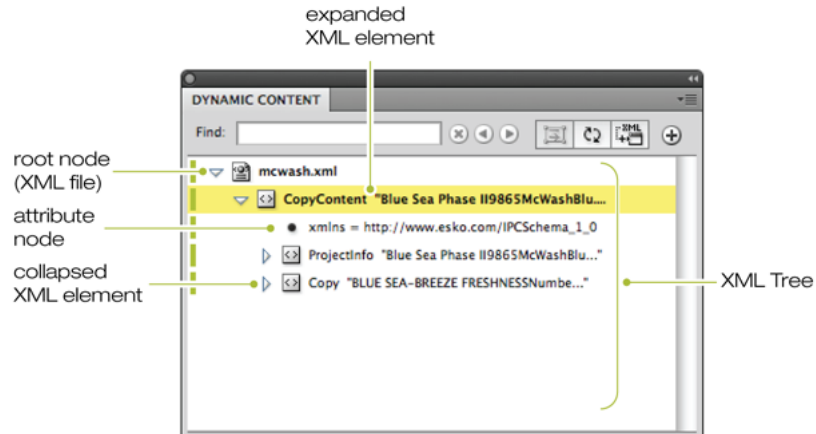 expanded
XML element
DYNAMIC CONTENT
Find:
XML
root node
(XML file)
mcwash.xml
CopyContent "Blue Sea Phase II9865McWashBlu....
attribute
node
xmlns = http://www.esko.com/IPCSchema_1_0
ProjectInfo "Blue Sea Phase II9865McWashBlu..."
collapsed
XML element
Copy "BLUE SEA-BREEZE FRESHNESSNumbe..."
XML Tree